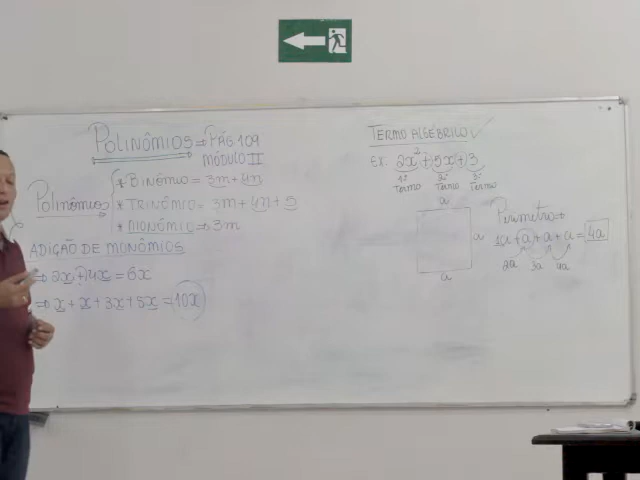 POLINÔMIOS ⇒ PÁG. 109
MÓDULO II
POLINÔMIOS
* BINÔMIO = 3m + 4n
* TRINÔMIO = 3m + 4n + 5
* MONÔMIO ⇒ 3m
ADIÇÃO DE MONÔMIOS
⇒ 2x + 4x = 6x
⇒ x + x + 3x + 5x = 10x
TERMO ALGÉBRICO
EX: 2x² + 5x + 3
1º TERMO 2º TERMO 3º TERMO
a
a
a
Perímetro
a + a + a = 4a
2a 3a 4a